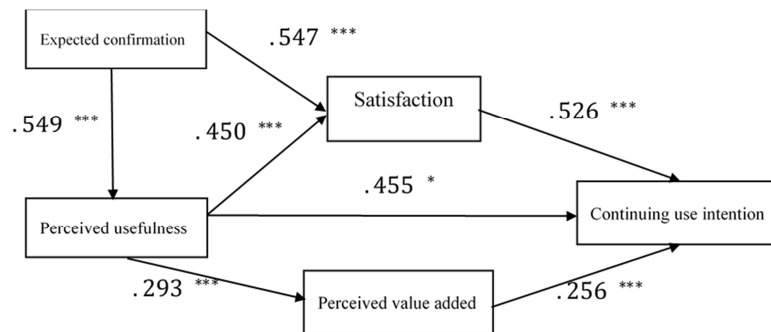 Expected confirmation
.547 ***
Satisfaction
.549 ***
.450 ***
.526 ***
.455 *
Perceived usefulness
Continuing use intention
.293 ***
Perceived value added
.256 ***